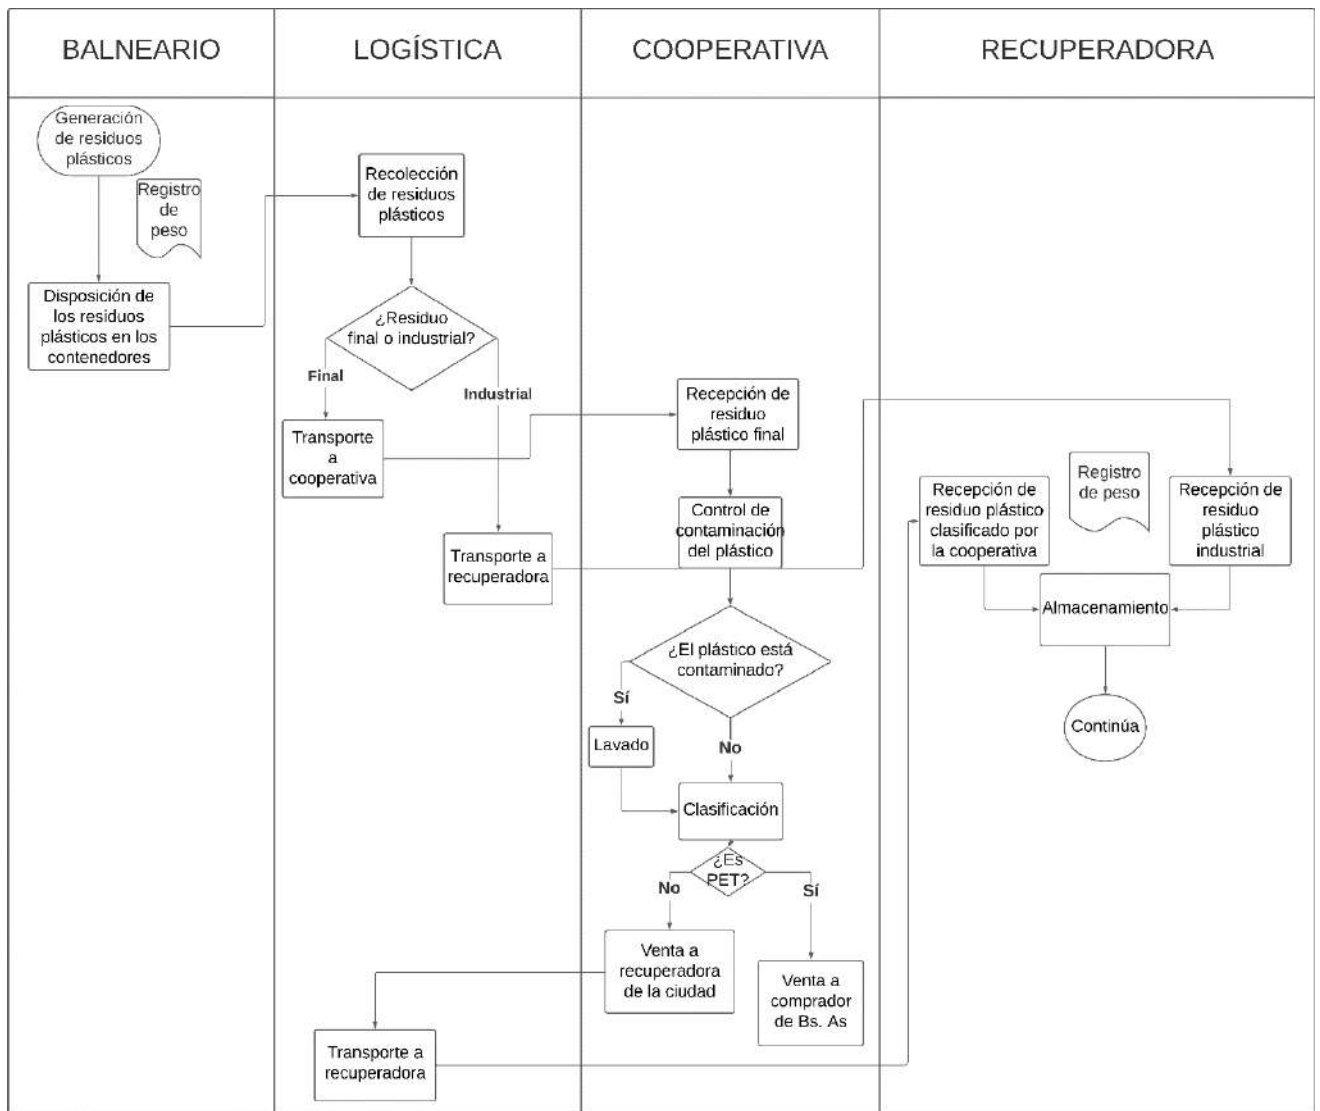 BALNEARIO
LOGÍSTICA
COOPERATIVA
RECUPERADORA
Generación
de residuos
plásticos
Registro
de
peso
Disposición de
los residuos
plásticos en los
contenedores
Recolección
de residuos
plásticos
¿Residuo
final o industrial?
Final
Industrial
Transporte
a
cooperativa
Transporte a
recuperadora
Recepción de
residuo
plástico final
Control de
contaminación
del plástico
¿El plástico está
contaminado?
Sí
No
Lavado
Clasificación
¿Es
PET?
No
Sí
Venta a
recuperadora
de la ciudad
Venta a
comprador
de Bs. As
Transporte a
recuperadora
Recepción de
residuo plástico
clasificado por
la cooperativa
Registro
de peso
Recepción de
residuo
plástico
industrial
Almacenamiento
Continúa